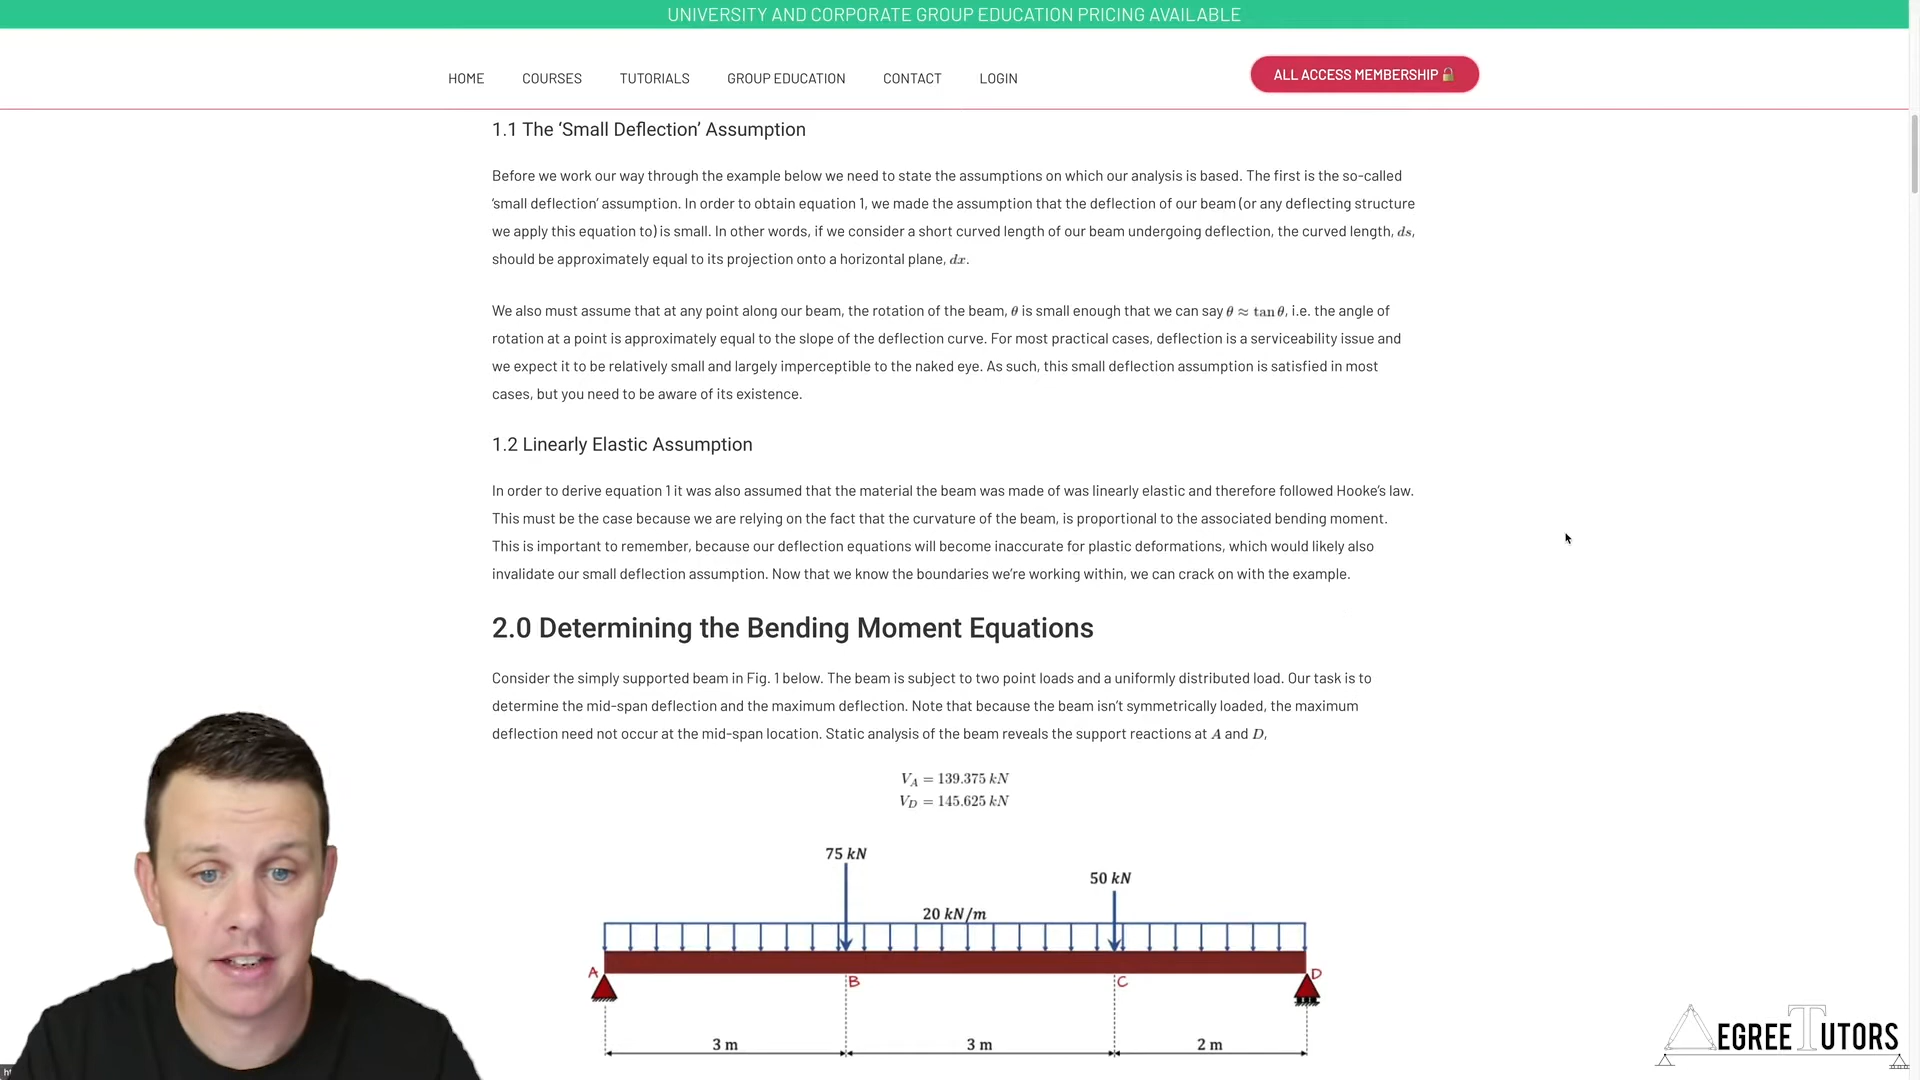 UNIVERSITY AND CORPORATE GROUP EDUCATION PRICING AVAILABLE
HOME COURSES TUTORIALS GROUP EDUCATION CONTACT LOGIN
ALL ACCESS MEMBERSHIP
1.1 The ‘Small Deflection’ Assumption
Before we work our way through the example below we need to state the assumptions on which our analysis is based. The first is the so-called
‘small deflection’ assumption. In order to obtain equation 1, we made the assumption that the deflection of our beam (or any deflecting structure
we apply this equation to) is small. In other words, if we consider a short curved length of our beam undergoing deflection, the curved length, ds,
should be approximately equal to its projection onto a horizontal plane, dx.
We also must assume that at any point along our beam, the rotation of the beam, θ is small enough that we can say θ ≈ tan θ, i.e. the angle of
rotation at a point is approximately equal to the slope of the deflection curve. For most practical cases, deflection is a serviceability issue and
we expect it to be relatively small and largely imperceptible to the naked eye. As such, this small deflection assumption is satisfied in most
cases, but you need to be aware of its existence.
1.2 Linearly Elastic Assumption
In order to derive equation 1 it was also assumed that the material the beam was made of was linearly elastic and therefore followed Hooke’s law.
This must be the case because we are relying on the fact that the curvature of the beam, is proportional to the associated bending moment.
This is important to remember, because our deflection equations will become inaccurate for plastic deformations, which would likely also
invalidate our small deflection assumption. Now that we know the boundaries we’re working within, we can crack on with the example.
2.0 Determining the Bending Moment Equations
Consider the simply supported beam in Fig. 1 below. The beam is subject to two point loads and a uniformly distributed load. Our task is to
determine the mid-span deflection and the maximum deflection. Note that because the beam isn’t symmetrically loaded, the maximum
deflection need not occur at the mid-span location. Static analysis of the beam reveals the support reactions at A and D,
V_A = 139.375 kN
V_D = 145.625 kN
75 kN
50 kN
20 kN/m
A
B
C
D
3 m
3 m
2 m
DEGREE TUTORS